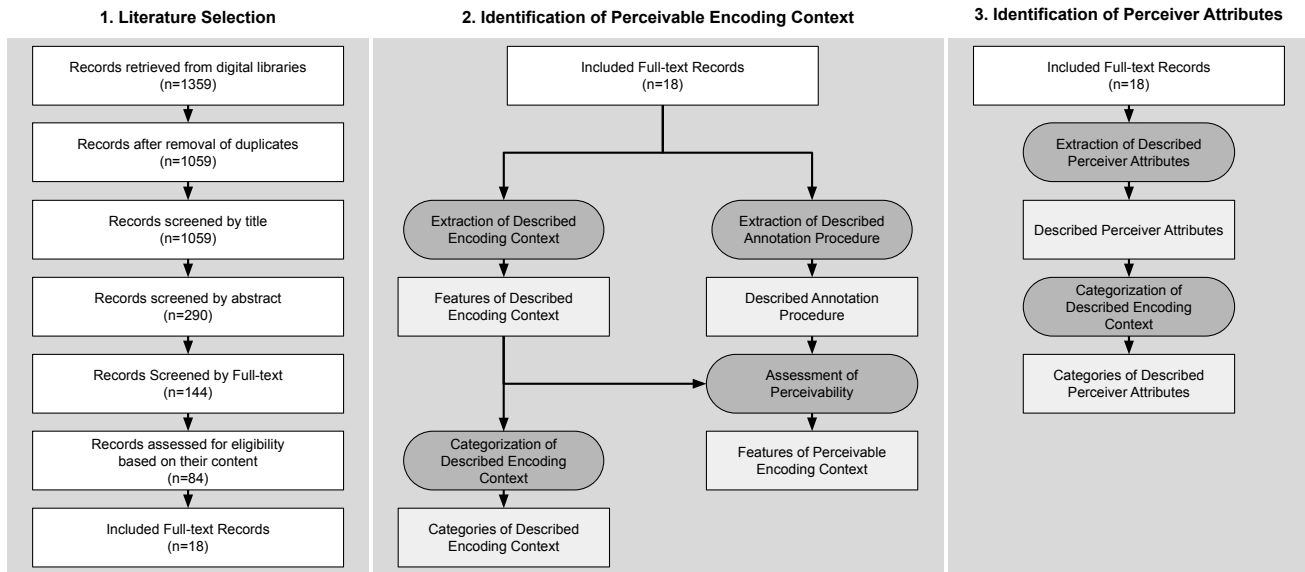 1. Literature Selection
Records retrieved from digital libraries
(n=1359)
Records after removal of duplicates
(n=1059)
Records screened by title
(n=1059)
Records screened by abstract
(n=290)
Records Screened by Full-text
(n=144)
Records assessed for eligibility
based on their content
(n=84)
Included Full-text Records
(n=18)
2. Identification of Perceivable Encoding Context
Included Full-text Records
(n=18)
Extraction of Described
Encoding Context
Extraction of Described
Annotation Procedure
Features of Described
Encoding Context
Described Annotation
Procedure
Assessment of
Perceivability
Categorization of
Described Encoding
Context
Features of Perceivable
Encoding Context
Categories of Described
Encoding Context
3. Identification of Perceiver Attributes
Included Full-text Records
(n=18)
Extraction of Described
Perceiver Attributes
Described Perceiver Attributes
Categorization of
Described Encoding
Context
Categories of Described
Perceiver Attributes